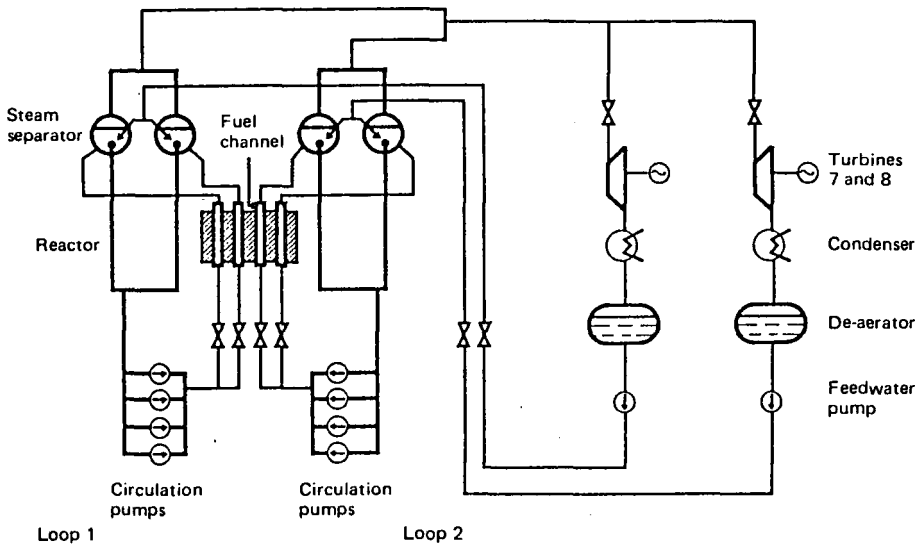 Steam
separator
Fuel
channel
Turbines
7 and 8
Reactor
Condenser
De-aerator
Feedwater
pump
Circulation
pumps
Circulation
pumps
Loop 1
Loop 2